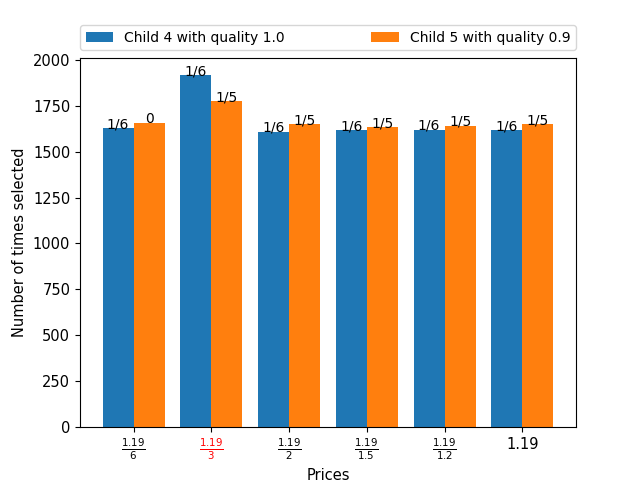 Child 4 with quality 1.0 Child 5 with quality 0.9
2000
1750
1500
1250
1000
750
500
250
0
Number of times selected
1/6 0 1/6 1/5 1/6 1/5 1/6 1/5 1/6 1/5 1/6 1/5
1.19/6 1.19/3 1.19/2 1.19/1.5 1.19/1.2 1.19
Prices